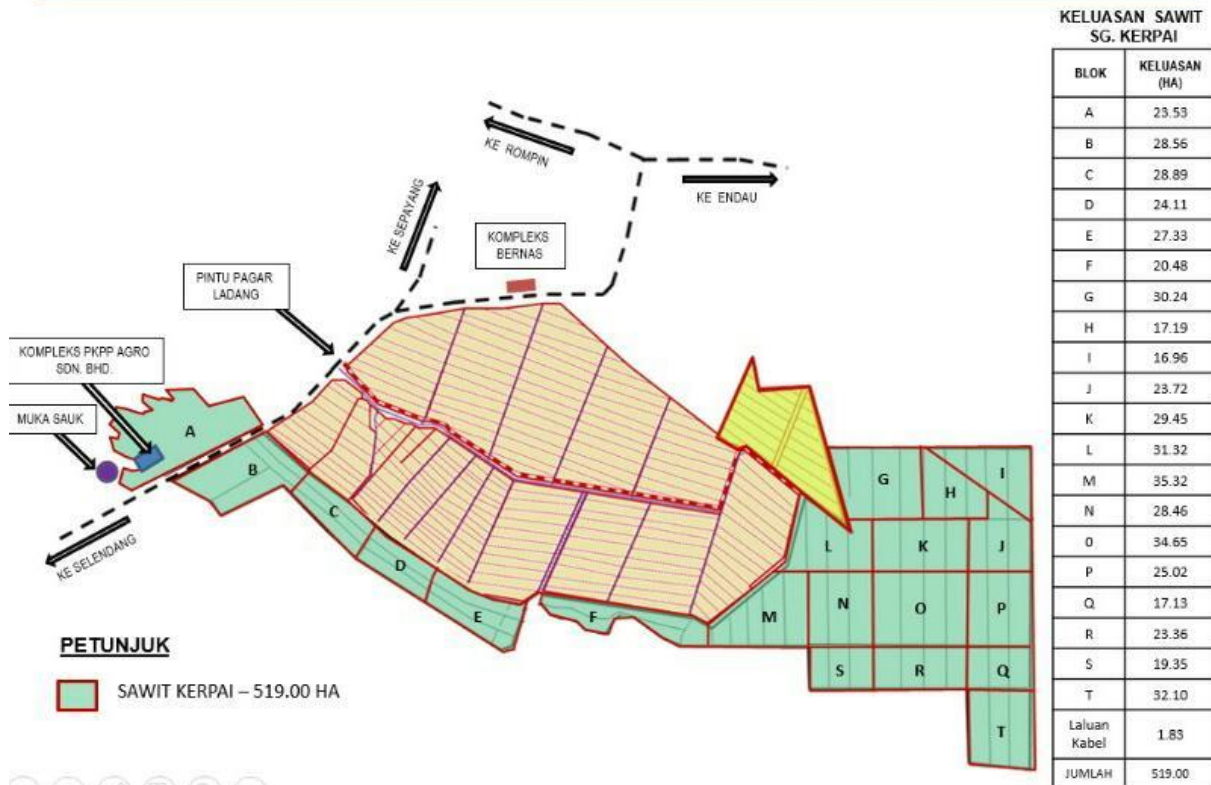 KELUASAN SAWIT
SG. KERPAI
BLOK KELUASAN (HA)
A 23.53
B 28.56
C 28.89
D 24.11
E 27.33
F 20.48
G 30.24
H 17.19
I 16.96
J 23.72
K 29.45
L 31.32
M 35.32
N 28.46
O 34.65
P 25.02
Q 17.13
R 23.36
S 19.35
T 32.10
Laluan Kabel 1.83
JUMLAH 519.00
KE ROMPIN
KE ENDAU
KE SEPAYANG
KOMPLEKS
BERNAS
PINTU PAGAR
LADANG
KOMPLEKS PKPP AGRO
SDN. BHD.
MUKA SAUK
KE SELENDANG
A
B
C
D
E
F
G
H
I
L
K
J
M
N
O
P
S
R
Q
T
PETUNJUK
SAWIT KERPAI – 519.00 HA